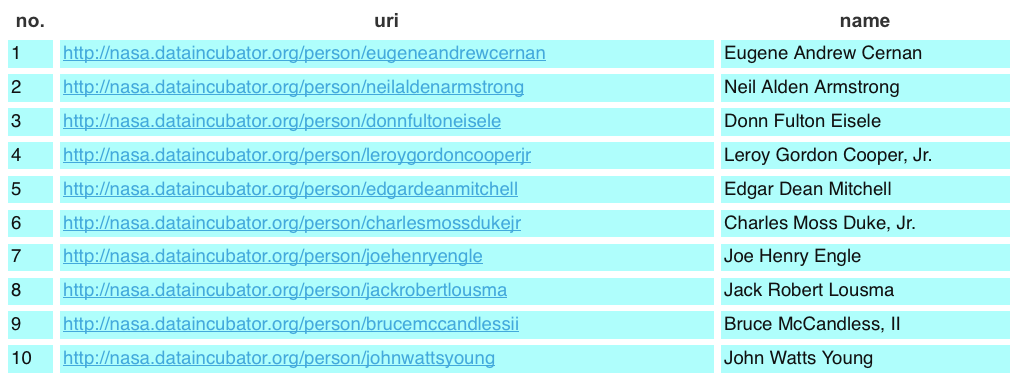 no. uri name
1 http://nasa.dataincubator.org/person/eugeneandrewcernan Eugene Andrew Cernan
2 http://nasa.dataincubator.org/person/neilaldenarmstrong Neil Alden Armstrong
3 http://nasa.dataincubator.org/person/donnfultoneisele Donn Fulton Eisele
4 http://nasa.dataincubator.org/person/leroygordoncooperjr Leroy Gordon Cooper, Jr.
5 http://nasa.dataincubator.org/person/edgardeanmitchell Edgar Dean Mitchell
6 http://nasa.dataincubator.org/person/charlesmossdukejr Charles Moss Duke, Jr.
7 http://nasa.dataincubator.org/person/joehenryengle Joe Henry Engle
8 http://nasa.dataincubator.org/person/jackrobertlousma Jack Robert Lousma
9 http://nasa.dataincubator.org/person/brucemccandlessii Bruce McCandless, II
10 http://nasa.dataincubator.org/person/johnwattsyoung John Watts Young